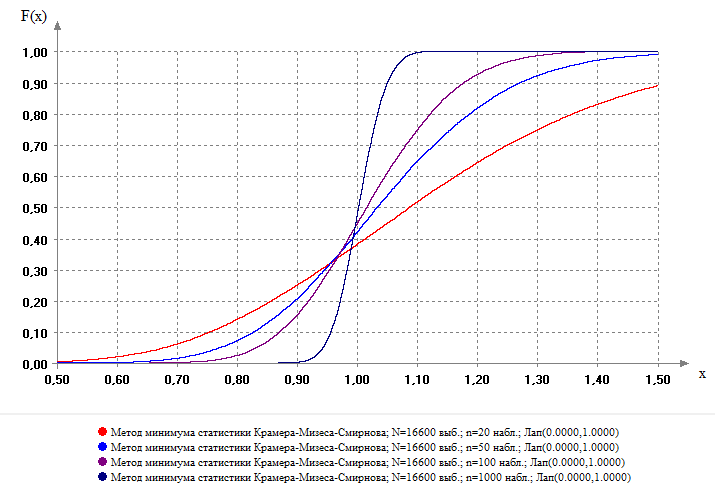 F(x)
1,00
0,90
0,80
0,70
0,60
0,50
0,40
0,30
0,20
0,10
0,00
0,50 0,60 0,70 0,80 0,90 1,00 1,10 1,20 1,30 1,40 1,50
x
Метод минимума статистики Крамера-Мизеса-Смирнова; N=16600 выб.; n=20 набл.; Лап(0.0000,1.0000)
Метод минимума статистики Крамера-Мизеса-Смирнова; N=16600 выб.; n=50 набл.; Лап(0.0000,1.0000)
Метод минимума статистики Крамера-Мизеса-Смирнова; N=16600 выб.; n=100 набл.; Лап(0.0000,1.0000)
Метод минимума статистики Крамера-Мизеса-Смирнова; N=16600 выб.; n=1000 набл.; Лап(0.0000,1.0000)